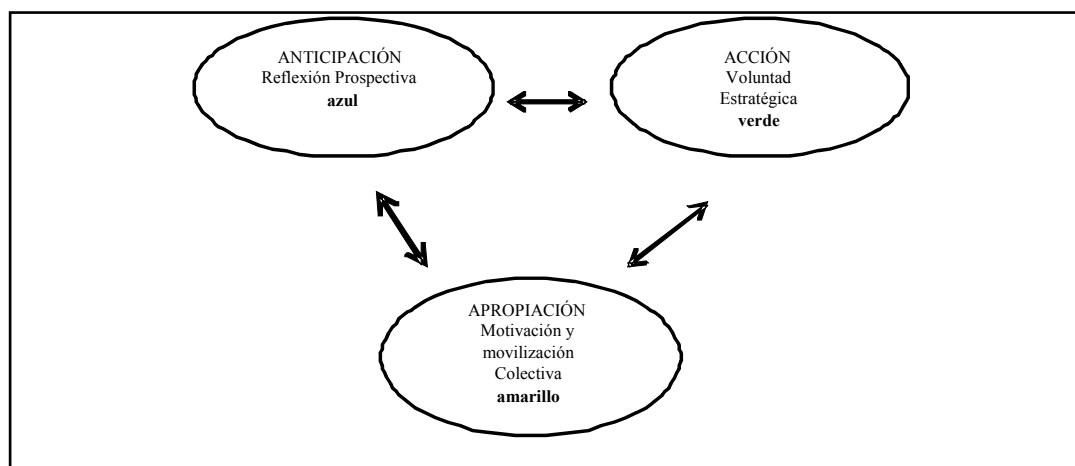 ANTICIPACIÓN
Reflexión Prospectiva
azul
ACCIÓN
Voluntad
Estratégica
verde
APROPIACIÓN
Motivación y
movilización
Colectiva
amarillo